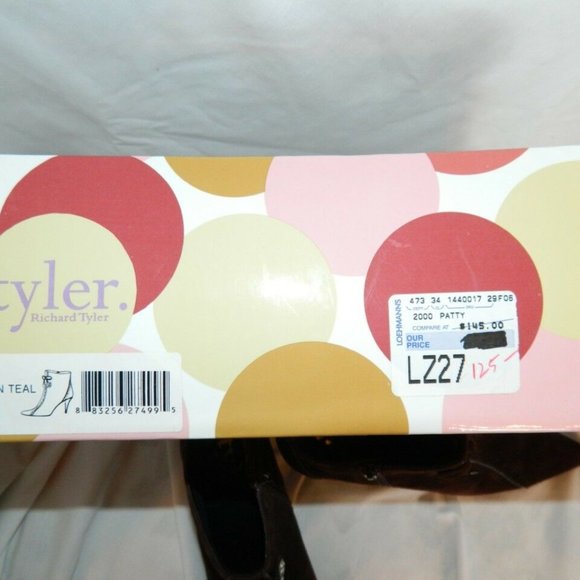 tyler.
Richard Tyler
N TEAL
8 83256 27499 5
LOEHMANNS
473 34 1440017 29F06
2000 PATTY
COMPARE AT $145.00
OUR
PRICE
LZ27 125-